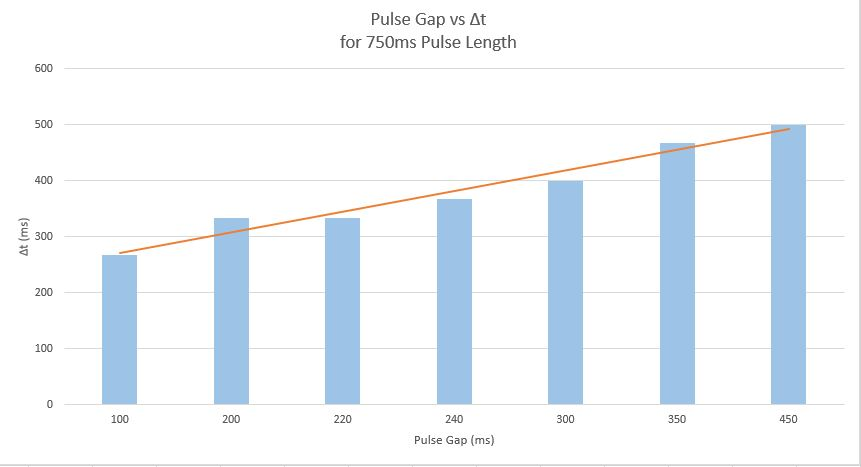 Pulse Gap vs Δt
for 750ms Pulse Length
600
500
400
300
200
100
0
Δt (ms)
100 200 220 240 300 350 450
Pulse Gap (ms)